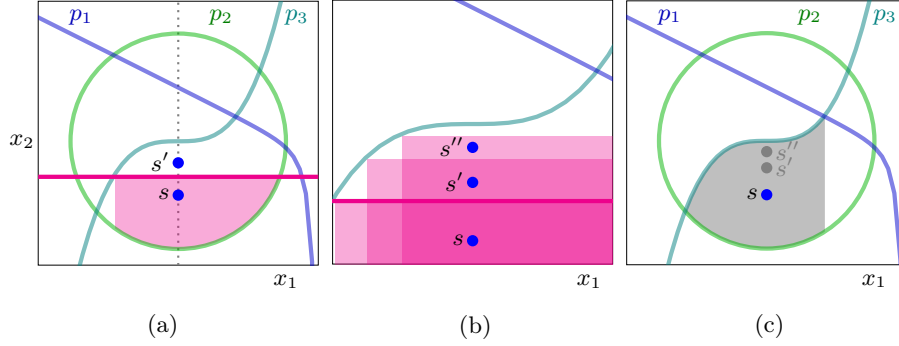 p₁ p₂ p₃
x₂
s′
s
x₁
(a)
s′′
s′
s
x₁
(b)
p₁ p₂ p₃
s′′
s′
s
x₁
(c)